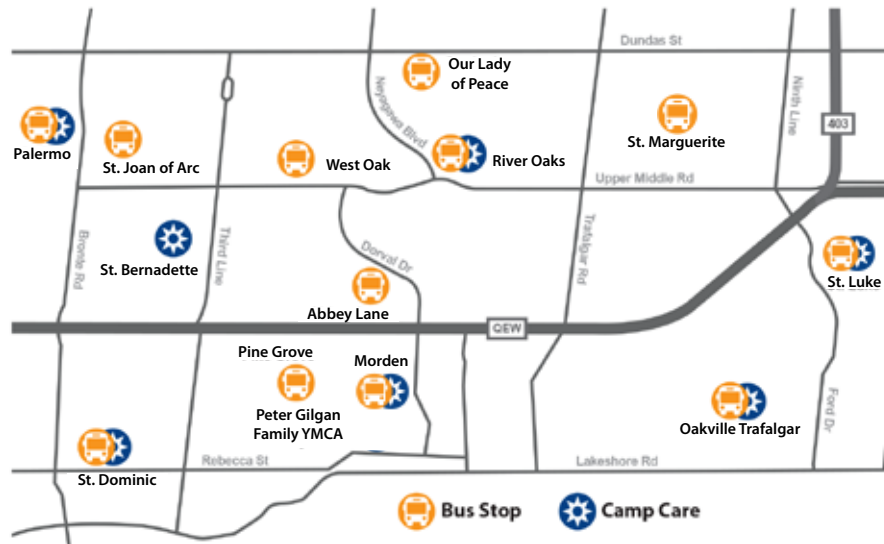 Dundas St
Our Lady
of Peace
Neyagawa Blvd
Ninth Line
403
Palermo
St. Joan of Arc
West Oak
River Oaks
St. Marguerite
Upper Middle Rd
Bronte Rd
Third Line
St. Bernadette
Dorval Dr
Trafalgar Rd
St. Luke
Abbey Lane
QEW
Pine Grove
Morden
Peter Gilgan
Family YMCA
Oakville Trafalgar
Ford Dr
St. Dominic
Rebecca St
Lakeshore Rd
Bus Stop
Camp Care